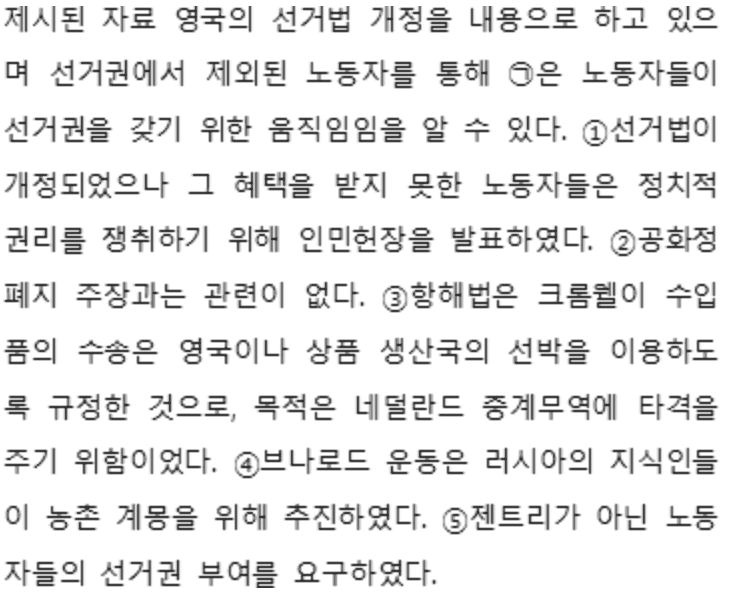 제시된 자료 영국의 선거법 개정을 내용으로 하고 있으
며 선거권에서 제외된 노동자를 통해 ㉠은 노동자들이
선거권을 갖기 위한 움직임임을 알 수 있다. ①선거법이
개정되었으나 그 혜택을 받지 못한 노동자들은 정치적
권리를 쟁취하기 위해 인민헌장을 발표하였다. ②공화정
폐지 주장과는 관련이 없다. ③항해법은 크롬웰이 수입
품의 수송은 영국이나 상품 생산국의 선박을 이용하도
록 규정한 것으로, 목적은 네덜란드 중계무역에 타격을
주기 위함이었다. ④브나로드 운동은 러시아의 지식인들
이 농촌 계몽을 위해 추진하였다. ⑤젠트리가 아닌 노동
자들의 선거권 부여를 요구하였다.